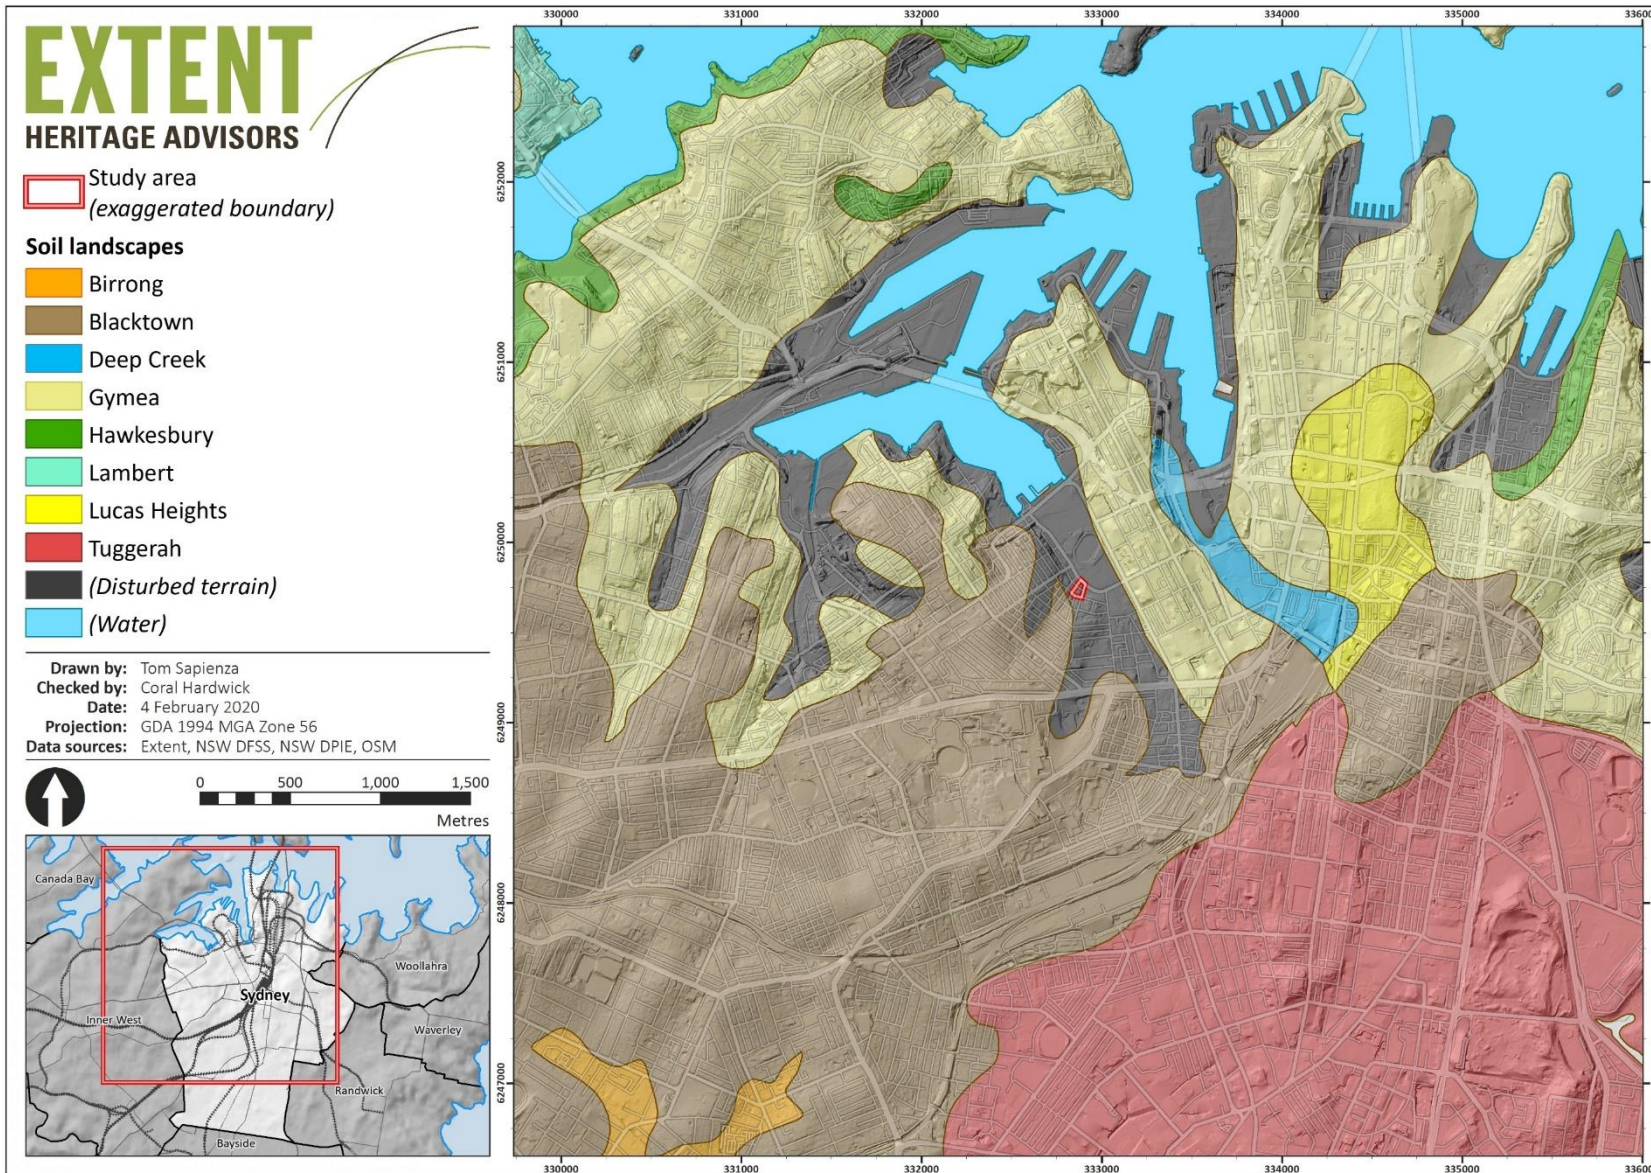 EXTENT
HERITAGE ADVISORS
Study area
(exaggerated boundary)
Soil landscapes
Birrong
Blacktown
Deep Creek
Gymea
Hawkesbury
Lambert
Lucas Heights
Tuggerah
(Disturbed terrain)
(Water)
Drawn by: Tom Sapienza
Checked by: Coral Hardwick
Date: 4 February 2020
Projection: GDA 1994 MGA Zone 56
Data sources: Extent, NSW DFSS, NSW DPIE, OSM
0 500 1,000 1,500
Metres
Canada Bay
Woollahra
Sydney
Inner West
Waverley
Randwick
Bayside
330000 331000 332000 333000 334000 335000 33600
6252000
6251000
6250000
6249000
6248000
6247000
330000 331000 332000 333000 334000 335000 33600